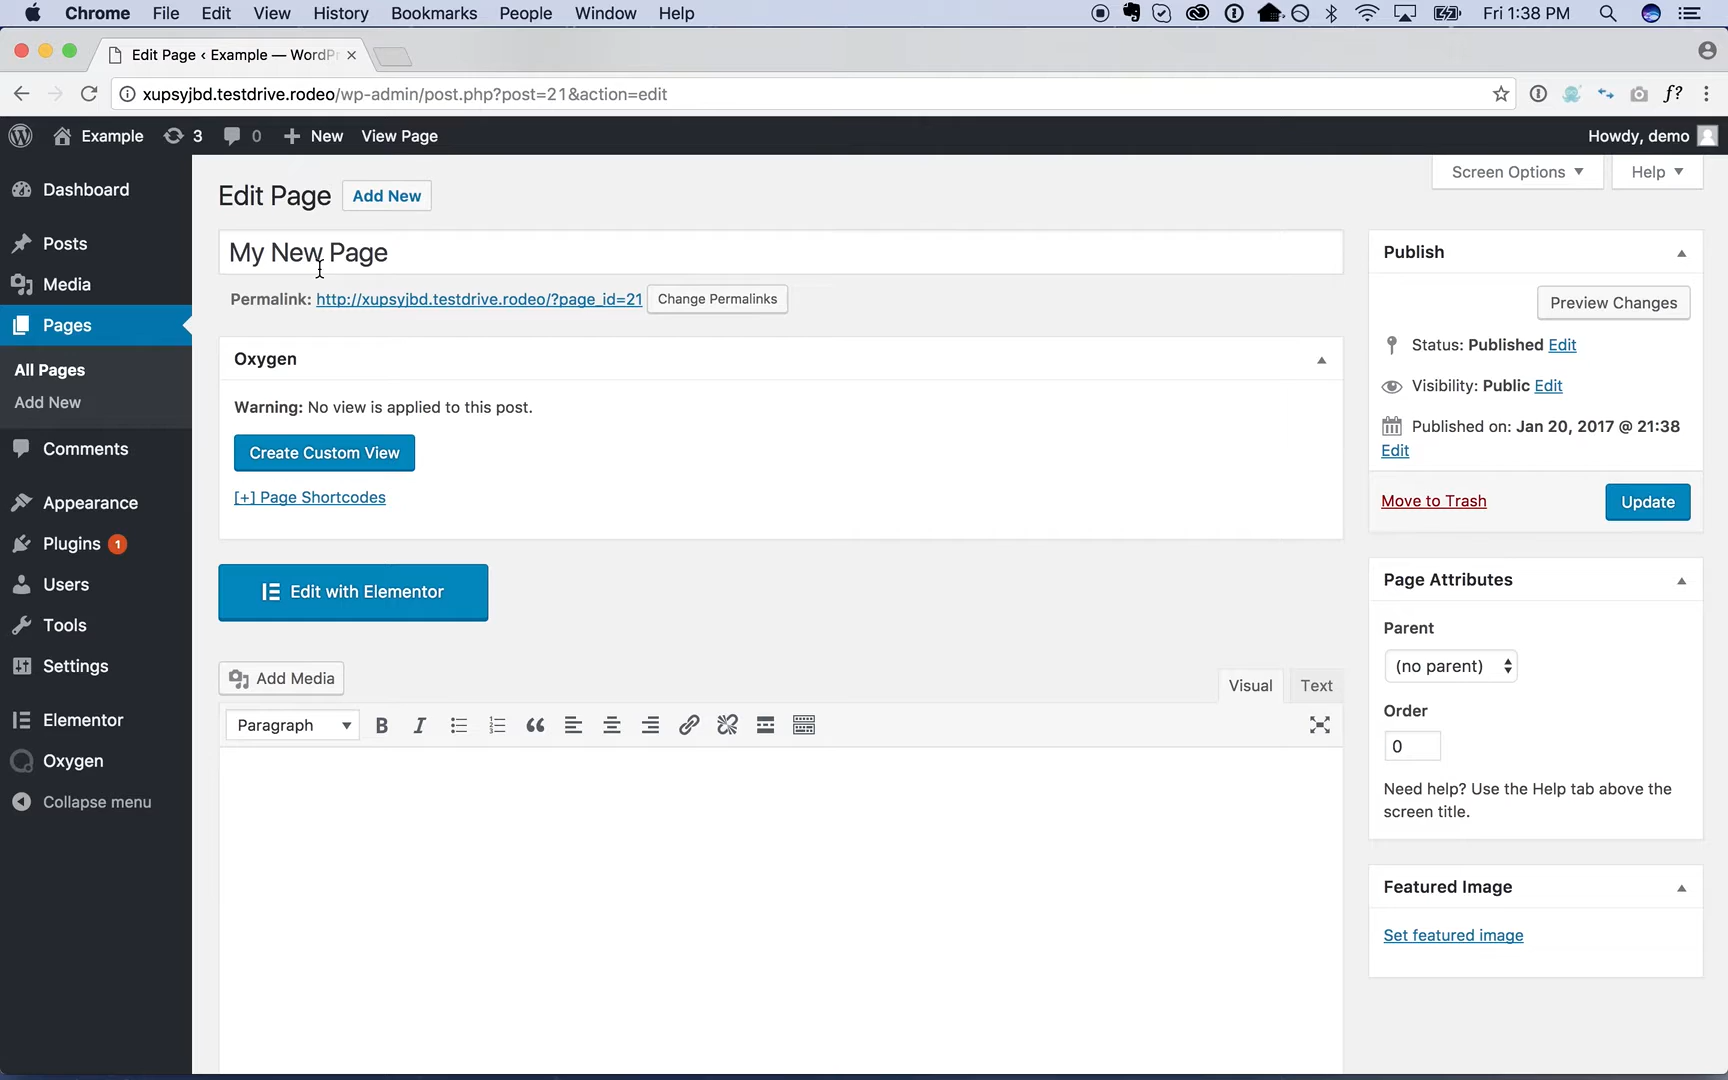 Chrome File Edit View History Bookmarks People Window Help Fri 1:38 PM
Edit Page ‹ Example — WordPr
xupsyjbd.testdrive.rodeo/wp-admin/post.php?post=21&action=edit f?
Example 3 0 New View Page Howdy, demo
Dashboard
Posts
Media
Pages
All Pages
Add New
Comments
Appearance
Plugins 1
Users
Tools
Settings
Elementor
Oxygen
Collapse menu
Screen Options Help
Edit Page Add New
My New Page
Permalink: http://xupsyjbd.testdrive.rodeo/?page_id=21 Change Permalinks
Oxygen
Warning: No view is applied to this post.
Create Custom View
[+] Page Shortcodes
Edit with Elementor
Add Media
Visual Text
Paragraph B I
Publish
Preview Changes
Status: Published Edit
Visibility: Public Edit
Published on: Jan 20, 2017 @ 21:38
Edit
Move to Trash Update
Page Attributes
Parent
(no parent)
Order
0
Need help? Use the Help tab above the
screen title.
Featured Image
Set featured image